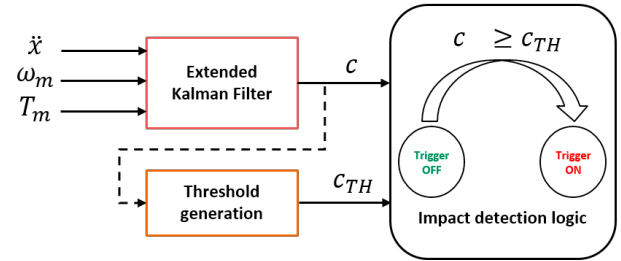 ẍ
ω_m
T_m
Extended
Kalman Filter
c
c ≥ c_TH
Trigger
OFF
Trigger
ON
Threshold
generation
c_TH
Impact detection logic